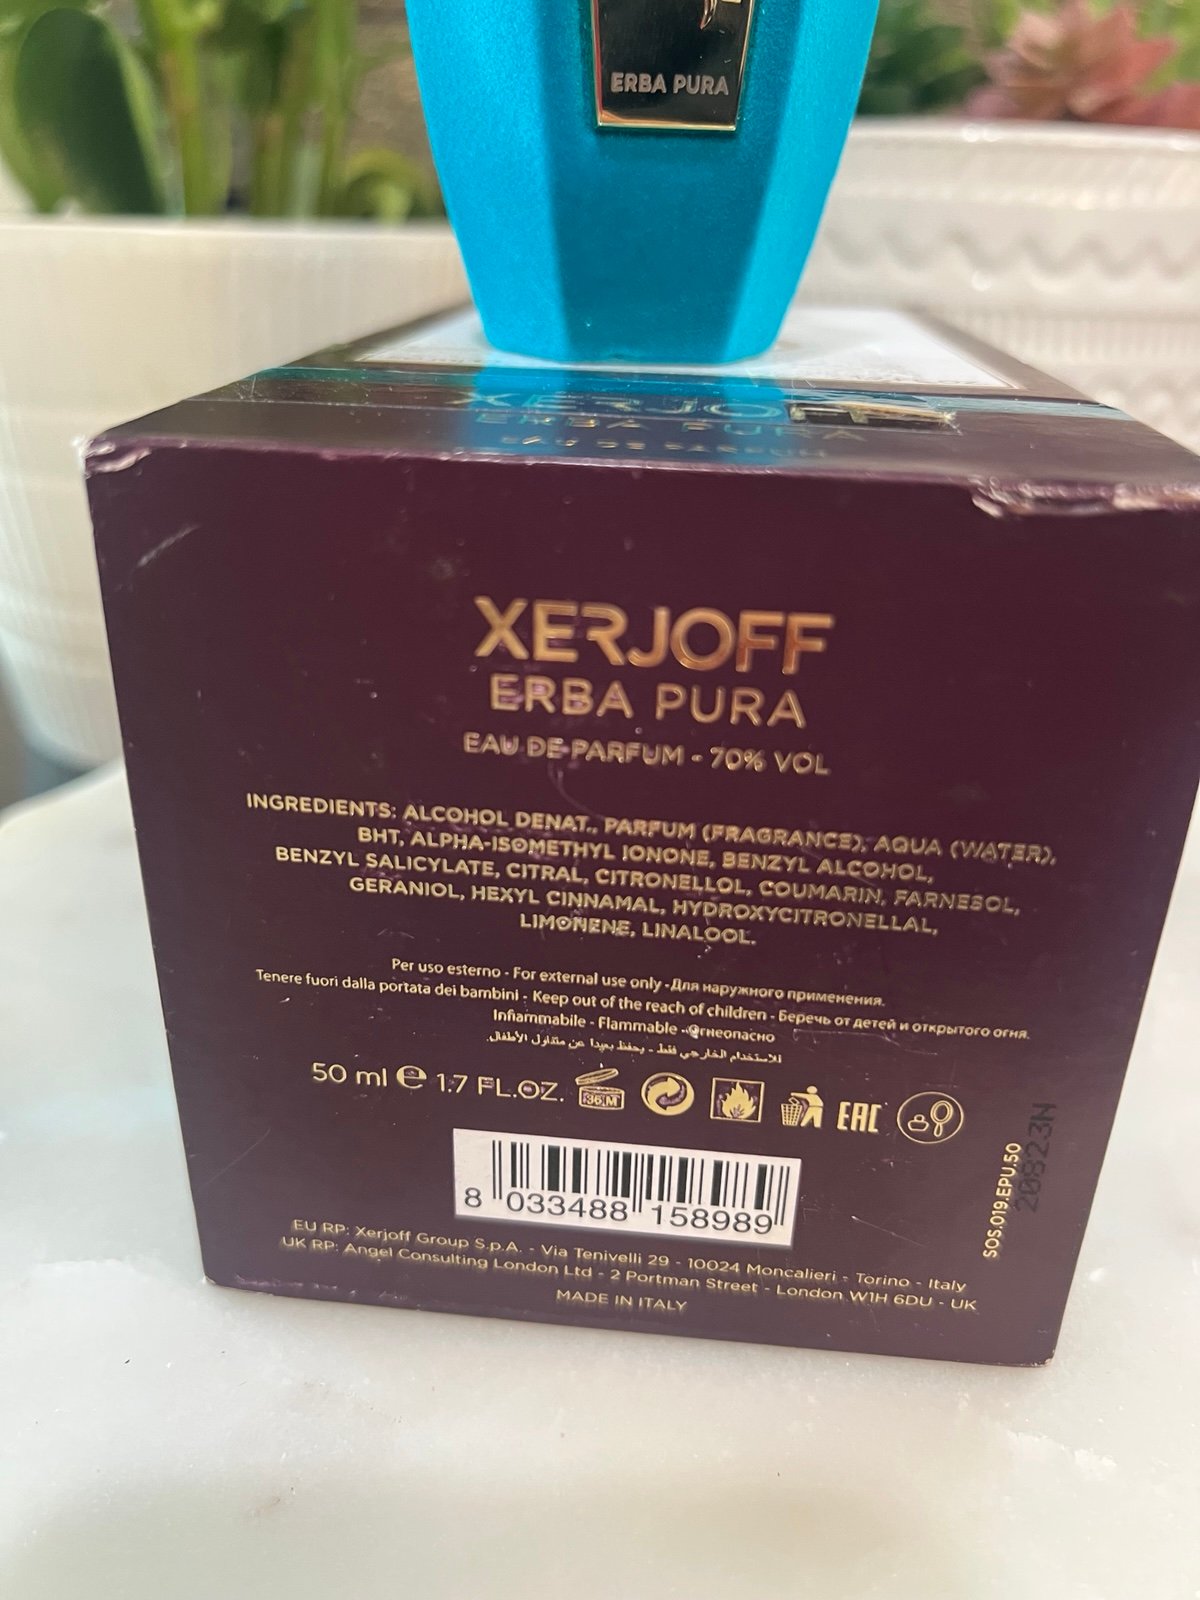 ERBA PURA
XERJOFF
ERBA PURA
EAU DE PARFUM
XERJOFF
ERBA PURA
EAU DE PARFUM - 70% VOL
INGREDIENTS: ALCOHOL DENAT., PARFUM (FRAGRANCE), AQUA (WATER),
BHT, ALPHA-ISOMETHYL IONONE, BENZYL ALCOHOL,
BENZYL SALICYLATE, CITRAL, CITRONELLOL, COUMARIN, FARNESOL,
GERANIOL, HEXYL CINNAMAL, HYDROXYCITRONELLAL,
LIMONENE, LINALOOL.
Per uso esterno - For external use only - Для наружного применения.
Tenere fuori dalla portata dei bambini - Keep out of the reach of children - Беречь от детей и открытого огня.
Infiammabile - Flammable - Огнеопасно
للاستخدام الخارجي فقط - يحفظ بعيدا عن متناول الأطفال.
50 ml e 1.7 FL.OZ. 36 M EAC
8 033488 158989
SOS.019.EPU.50
20823N
EU RP: Xerjoff Group S.p.A. - Via Tenivelli 29 - 10024 Moncalieri - Torino - Italy
UK RP: Angel Consulting London Ltd - 2 Portman Street - London W1H 6DU - UK
MADE IN ITALY